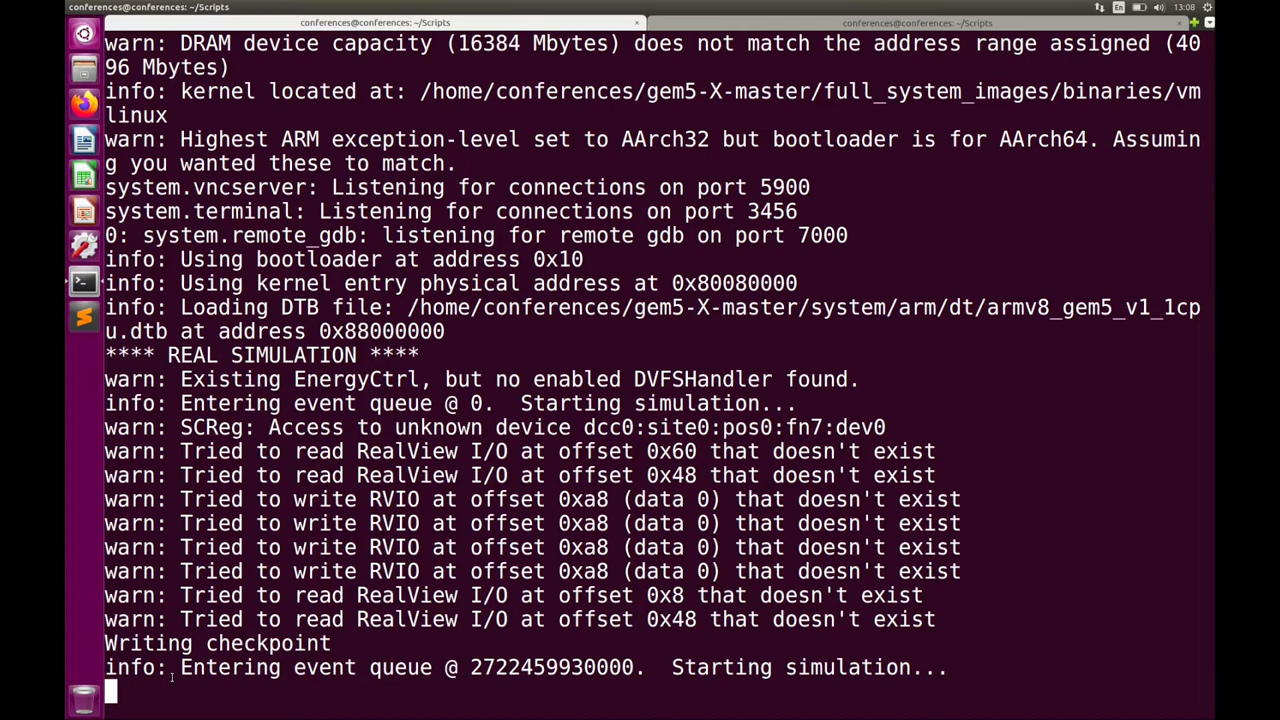 conferences@conferences: ~/Scripts
En
13:08
conferences@conferences: ~/Scripts
conferences@conferences: ~/Scripts
warn: DRAM device capacity (16384 Mbytes) does not match the address range assigned (40
96 Mbytes)
info: kernel located at: /home/conferences/gem5-X-master/full_system_images/binaries/vm
linux
warn: Highest ARM exception-level set to AArch32 but bootloader is for AArch64. Assumin
g you wanted these to match.
system.vncserver: Listening for connections on port 5900
system.terminal: Listening for connections on port 3456
0: system.remote_gdb: listening for remote gdb on port 7000
info: Using bootloader at address 0x10
info: Using kernel entry physical address at 0x80080000
info: Loading DTB file: /home/conferences/gem5-X-master/system/arm/dt/armv8_gem5_v1_1cp
u.dtb at address 0x88000000
**** REAL SIMULATION ****
warn: Existing EnergyCtrl, but no enabled DVFSHandler found.
info: Entering event queue @ 0.  Starting simulation...
warn: SCReg: Access to unknown device dcc0:site0:pos0:fn7:dev0
warn: Tried to read RealView I/O at offset 0x60 that doesn't exist
warn: Tried to read RealView I/O at offset 0x48 that doesn't exist
warn: Tried to write RVIO at offset 0xa8 (data 0) that doesn't exist
warn: Tried to write RVIO at offset 0xa8 (data 0) that doesn't exist
warn: Tried to write RVIO at offset 0xa8 (data 0) that doesn't exist
warn: Tried to write RVIO at offset 0xa8 (data 0) that doesn't exist
warn: Tried to read RealView I/O at offset 0x8 that doesn't exist
warn: Tried to read RealView I/O at offset 0x48 that doesn't exist
Writing checkpoint
info: Entering event queue @ 2722459930000.  Starting simulation...